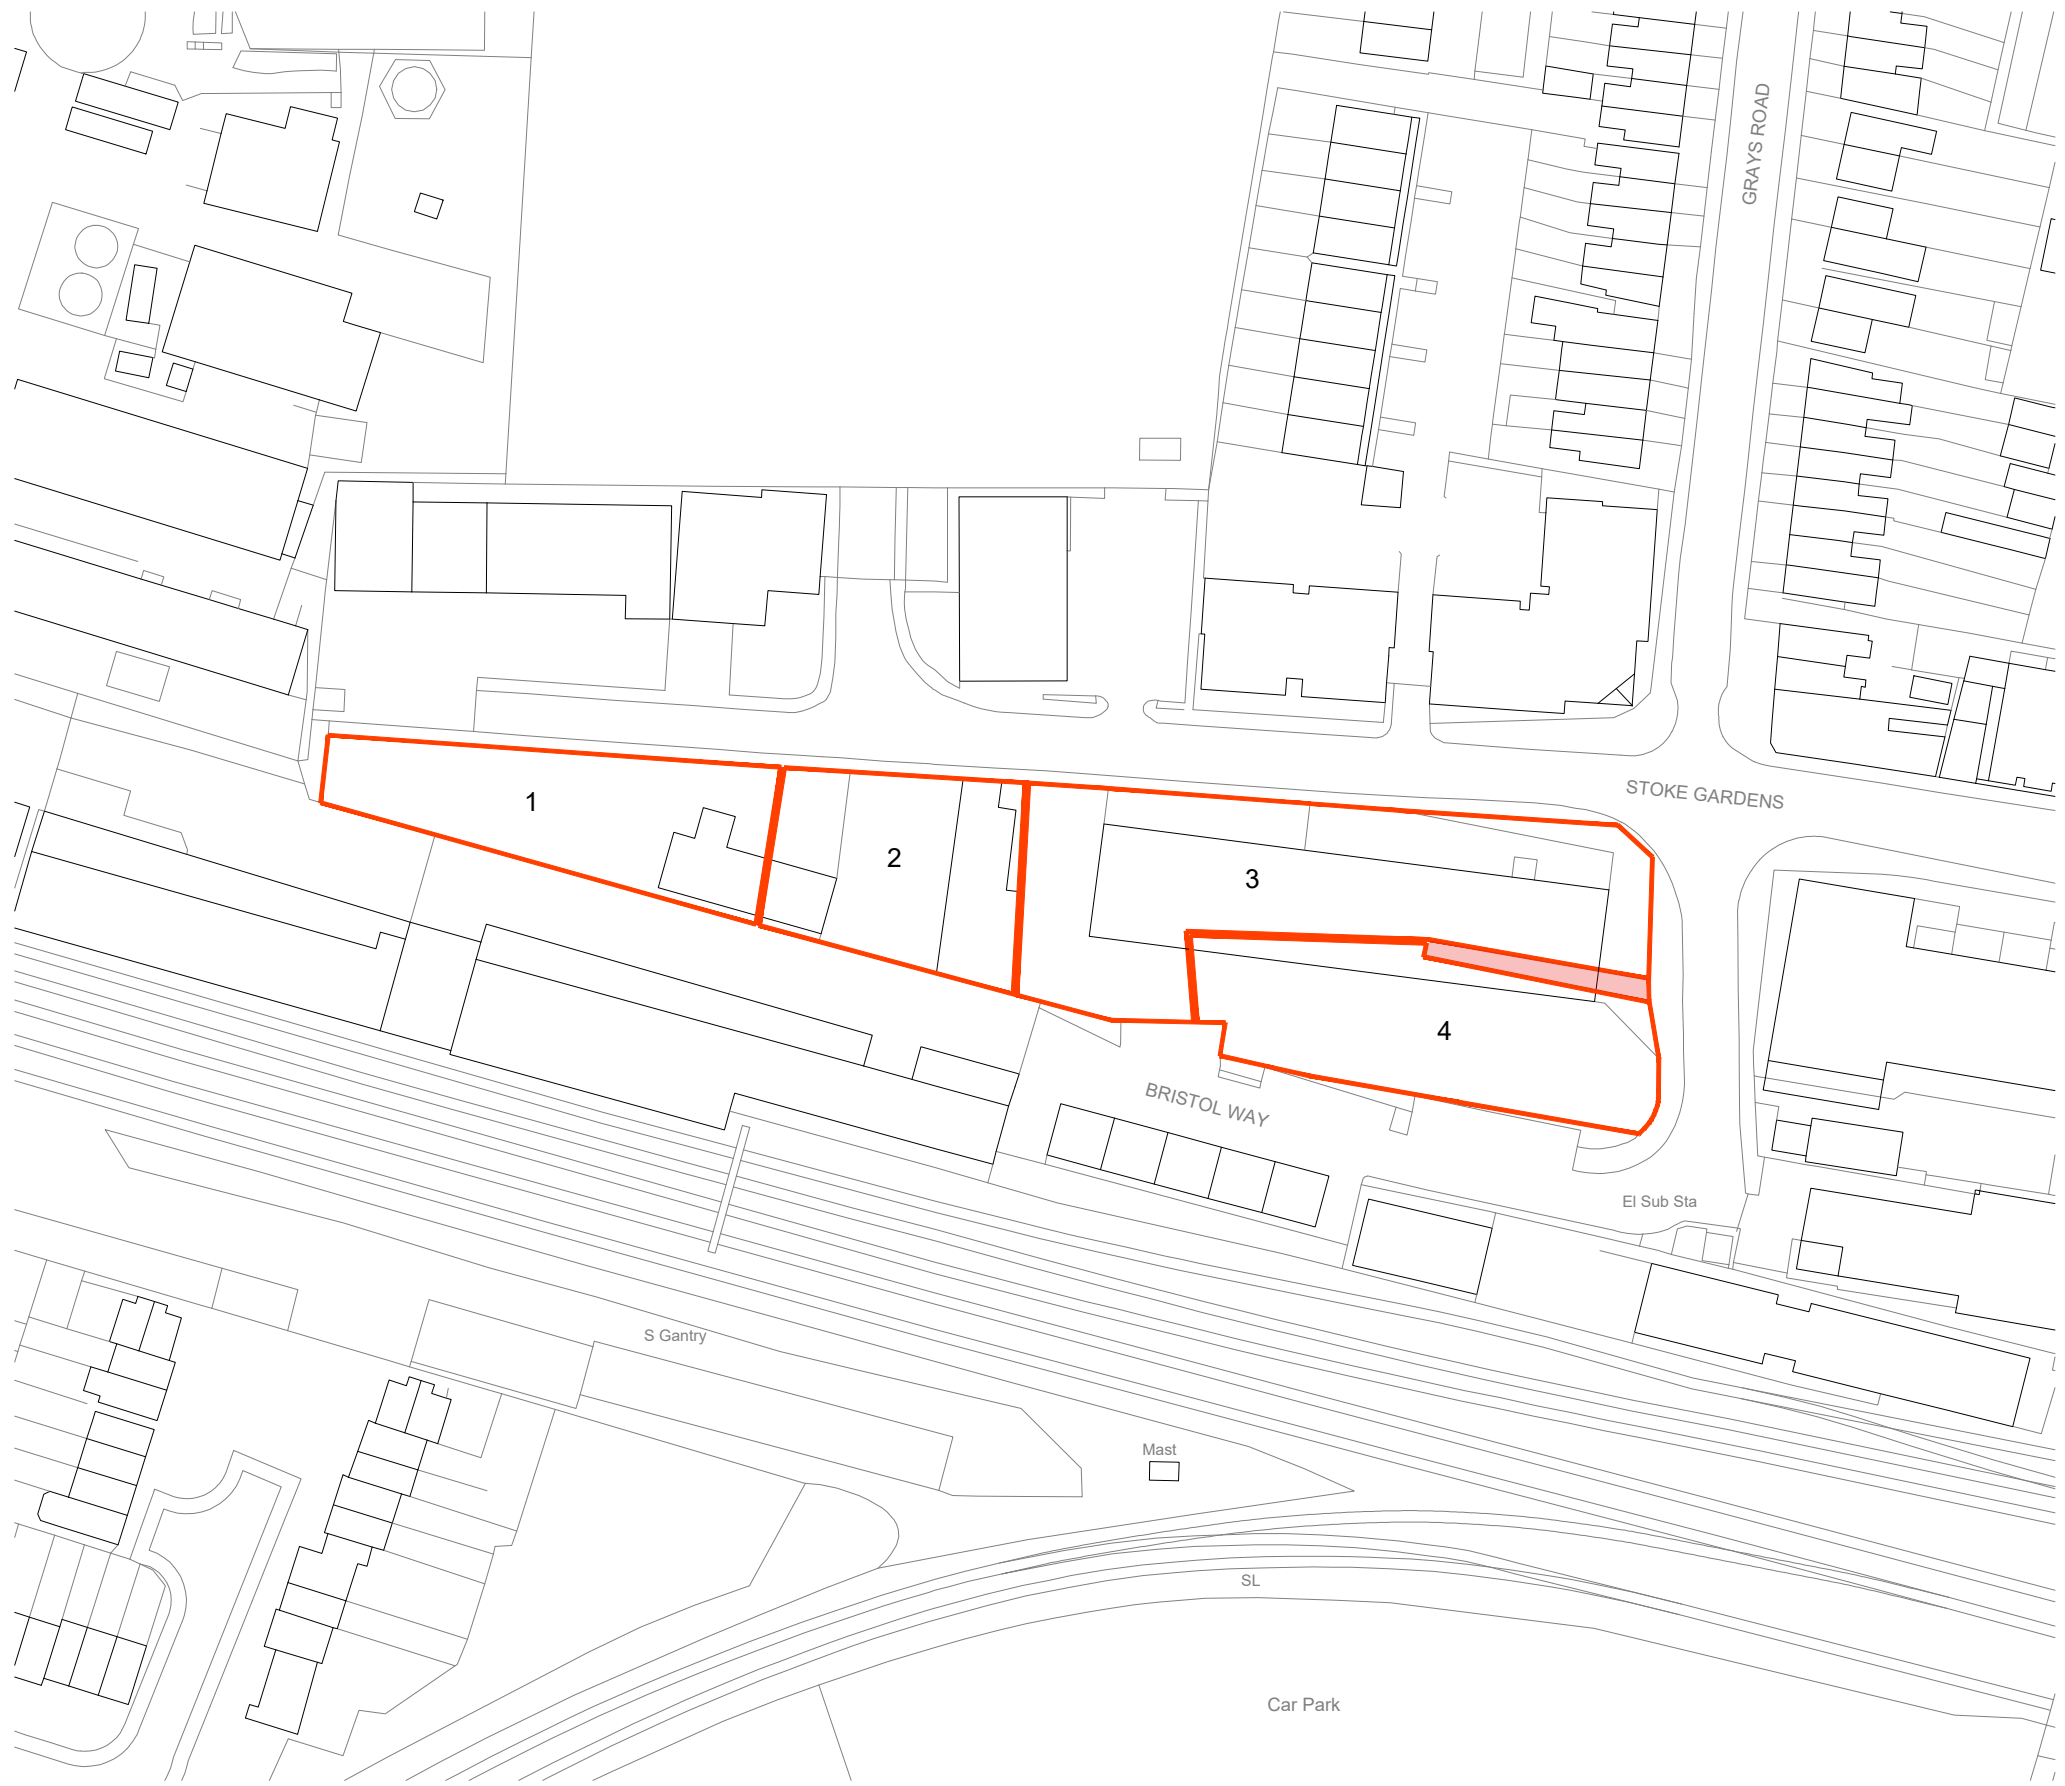 GRAYS ROAD
STOKE GARDENS
1
2
3
4
BRISTOL WAY
El Sub Sta
S Gantry
Mast
SL
Car Park